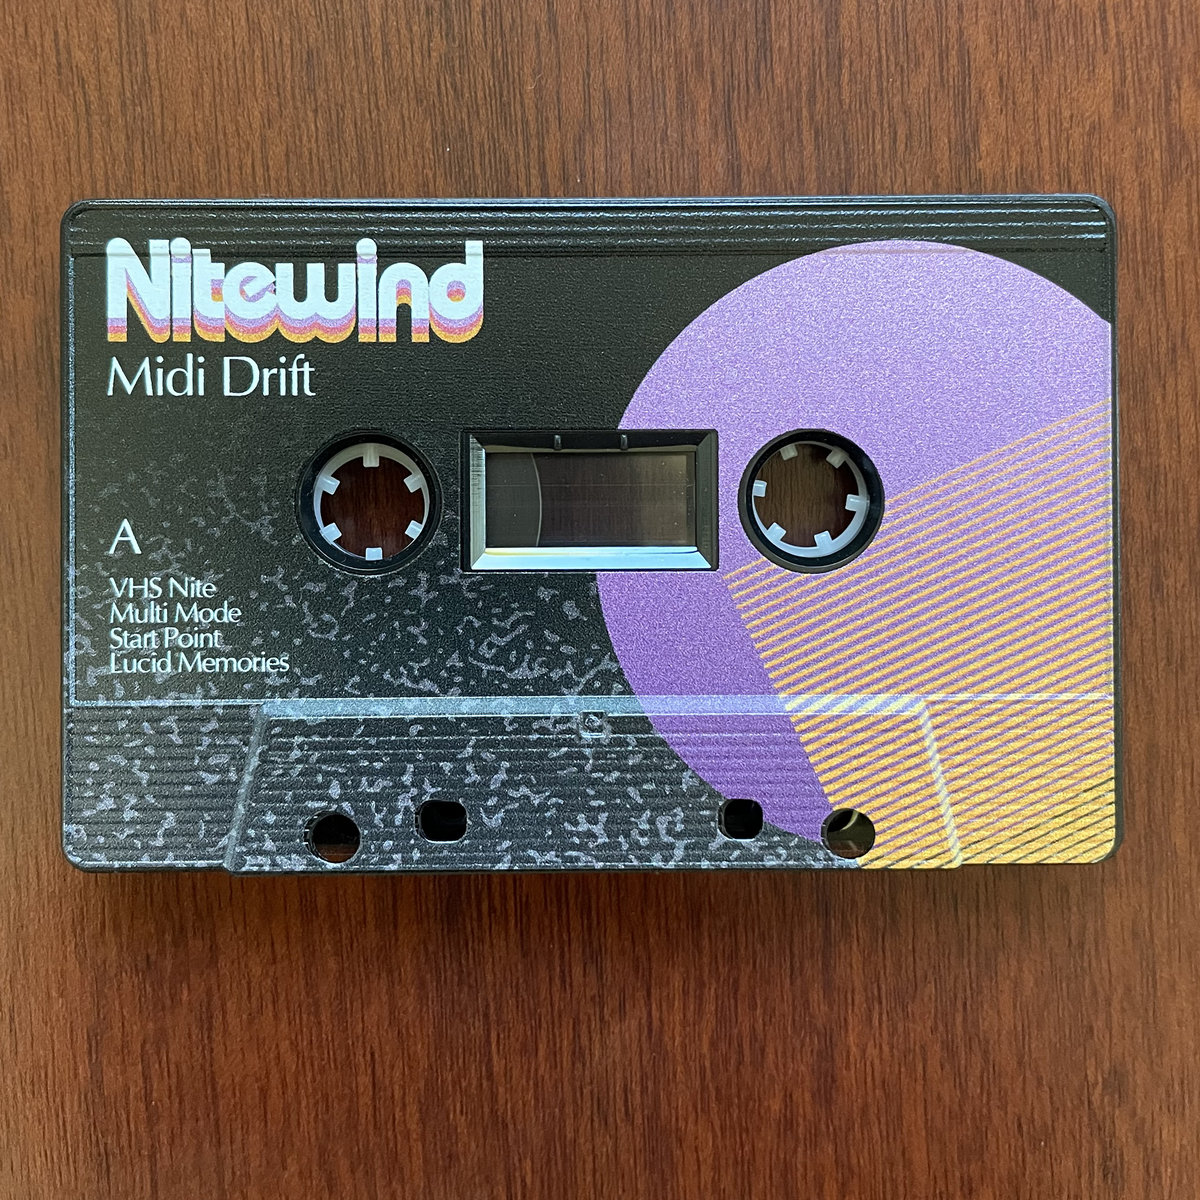 Nitewind
Midi Drift
A
VHS Nite
Multi Mode
Start Point
Lucid Memories